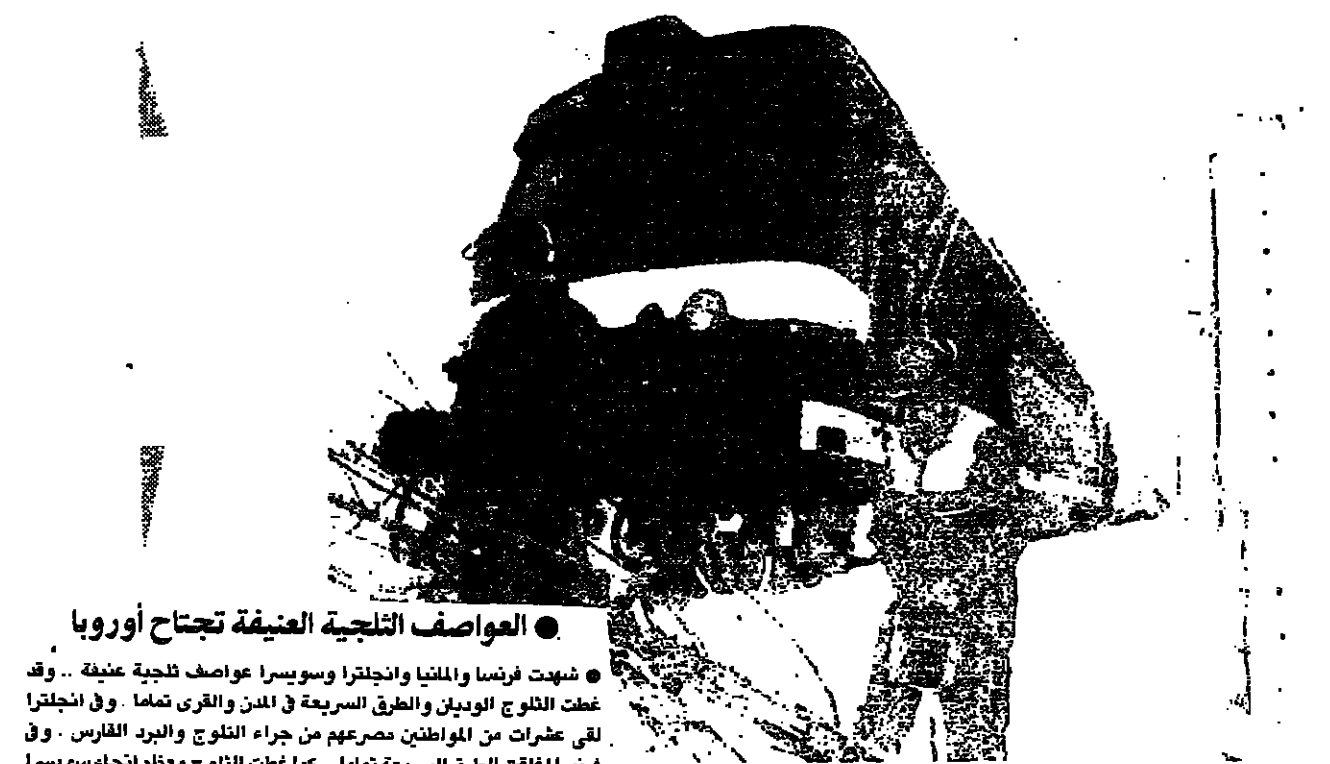 ● العواصف الثلجية العنيفة تجتاح أوروبا
● شهدت فرنسا والمانيا وانجلترا وسويسرا عواصف ثلجية عنيفة .. وقد
غطت الثلوج الوديان والطرق السريعة في المدن والقرى تماما . وفي انجلترا
لقى عشرات من المواطنين مصرعهم من جراء الثلوج والبرد القارس . وفي